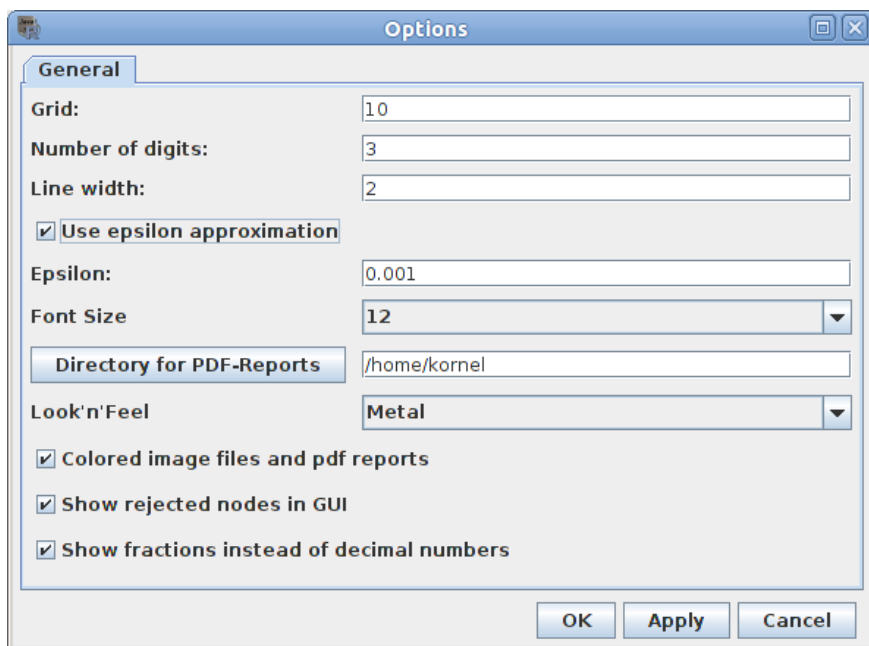 Options
General
Grid: 10
Number of digits: 3
Line width: 2
Use epsilon approximation
Epsilon: 0.001
Font Size 12
Directory for PDF-Reports /home/kornel
Look'n'Feel Metal
Colored image files and pdf reports
Show rejected nodes in GUI
Show fractions instead of decimal numbers
OK Apply Cancel